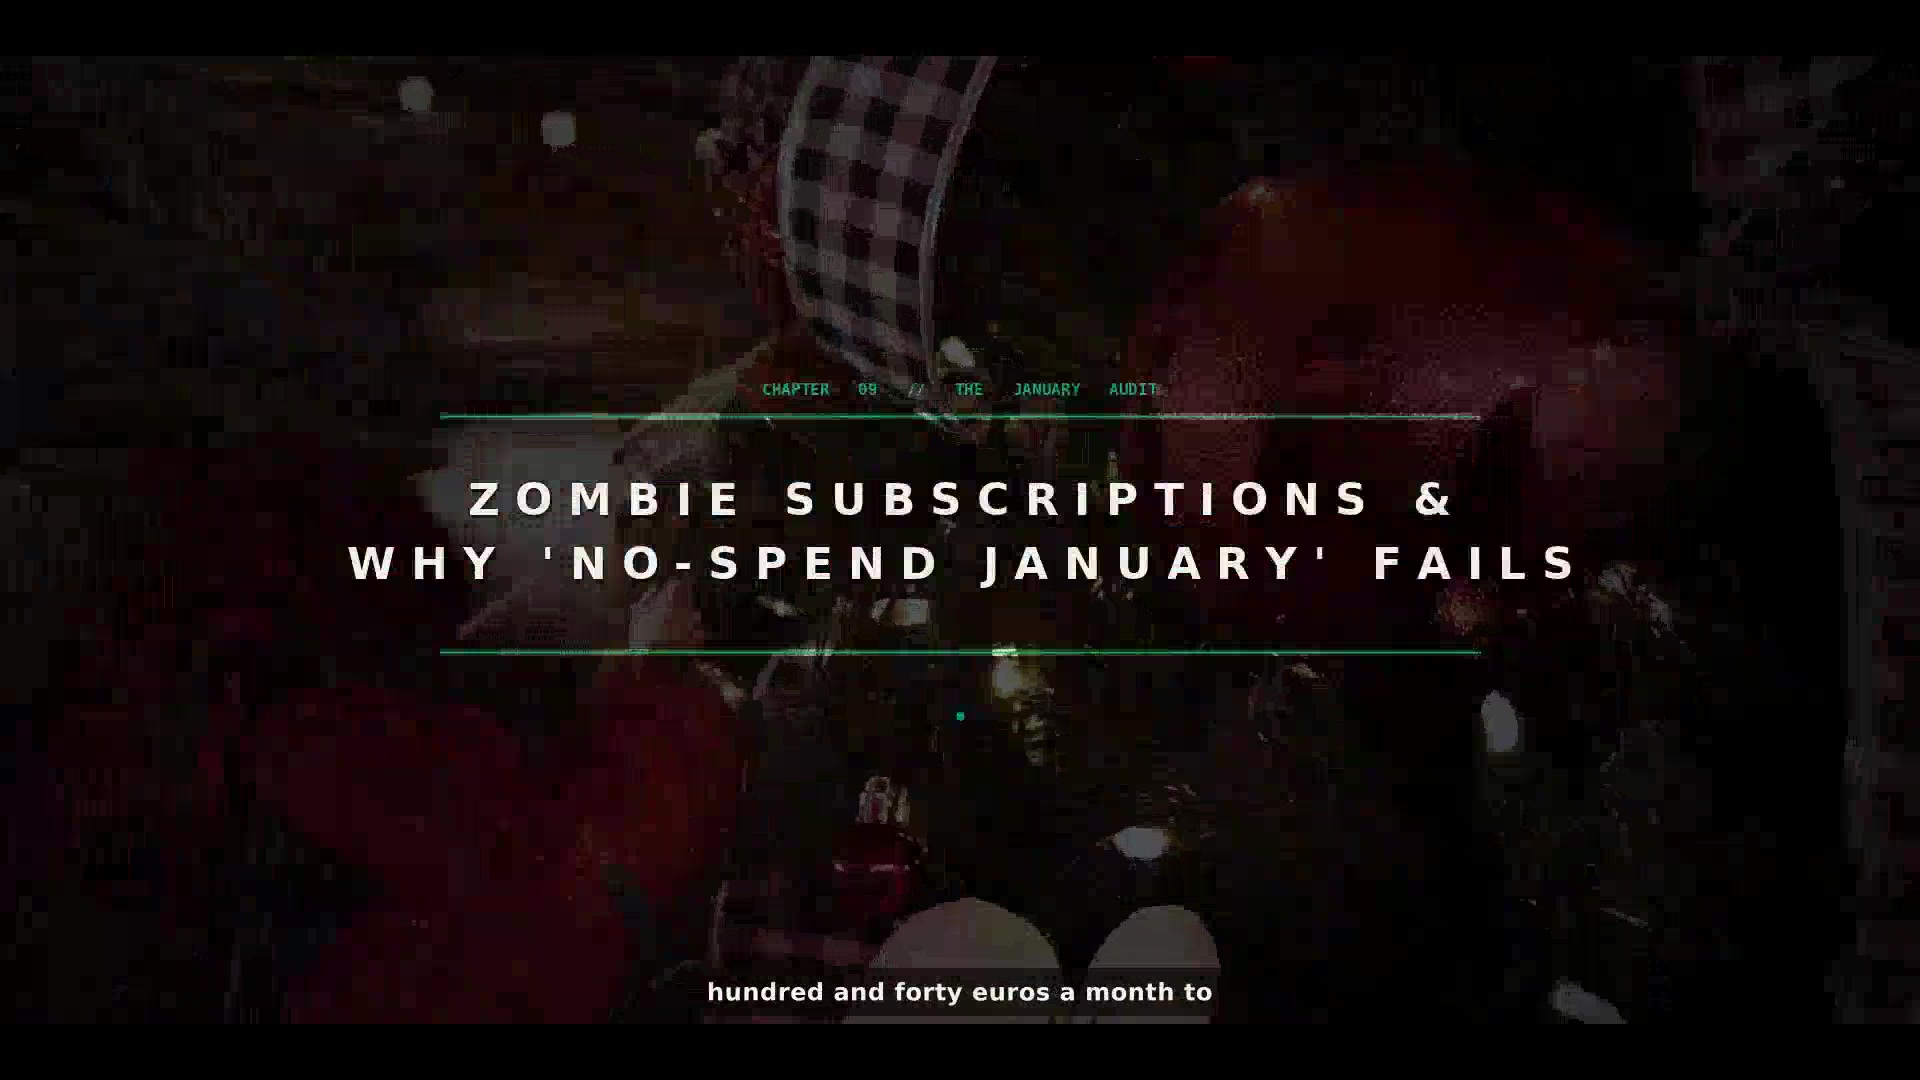 CHAPTER 09 // THE JANUARY AUDIT
ZOMBIE SUBSCRIPTIONS &
WHY 'NO-SPEND JANUARY' FAILS
hundred and forty euros a month to